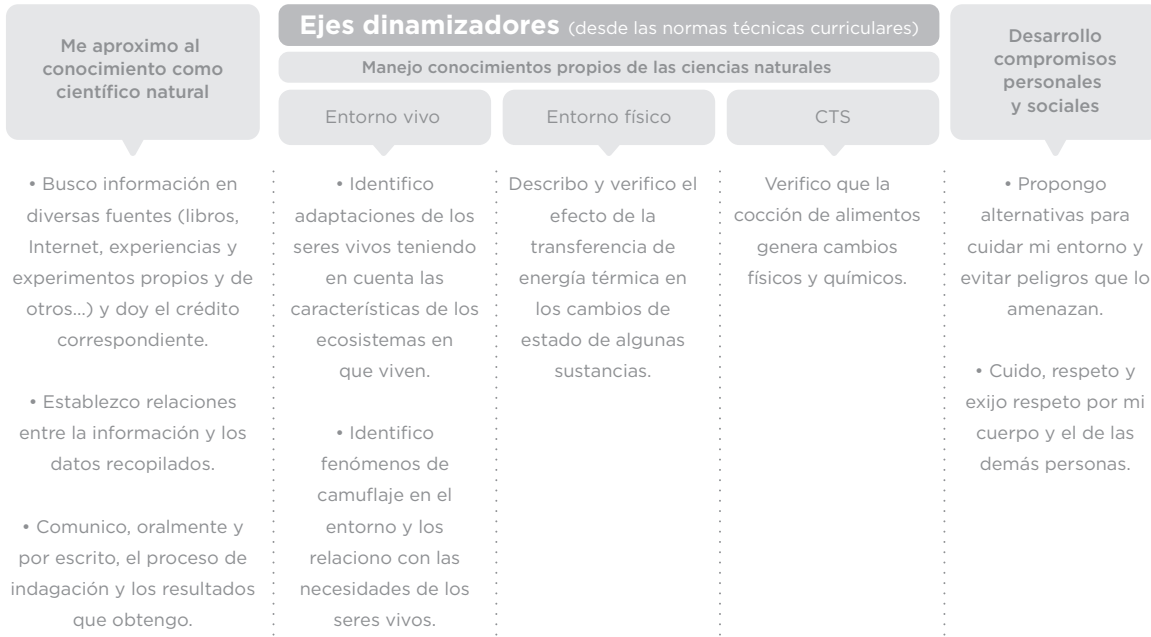 Me aproximo al
conocimiento como
científico natural
Ejes dinamizadores (desde las normas técnicas curriculares)
Manejo conocimientos propios de las ciencias naturales
Entorno vivo
Entorno físico
CTS
Desarrollo
compromisos
personales
y sociales
• Busco información en
diversas fuentes (libros,
Internet, experiencias y
experimentos propios y de
otros...) y doy el crédito
correspondiente.
• Establezco relaciones
entre la información y los
datos recopilados.
• Comunico, oralmente y
por escrito, el proceso de
indagación y los resultados
que obtengo.
• Identifico
adaptaciones de los
seres vivos teniendo
en cuenta las
características de los
ecosistemas en
que viven.
• Identifico
fenómenos de
camuflaje en el
entorno y los
relaciono con las
necesidades de los
seres vivos.
Describo y verifico el
efecto de la
transferencia de
energía térmica en
los cambios de
estado de algunas
sustancias.
Verifico que la
cocción de alimentos
genera cambios
físicos y químicos.
• Propongo
alternativas para
cuidar mi entorno y
evitar peligros que lo
amenazan.
• Cuido, respeto y
exijo respeto por mi
cuerpo y el de las
demás personas.